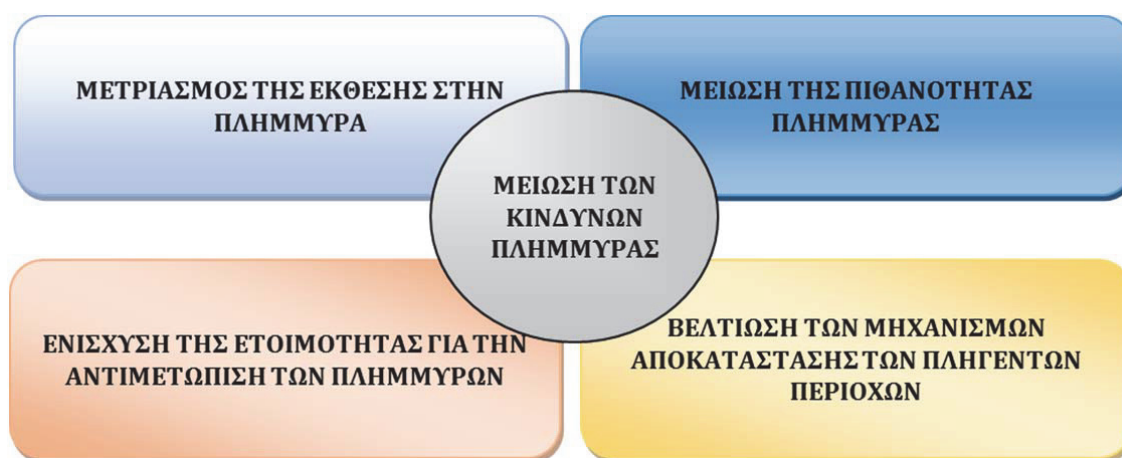 ΜΕΤΡΙΑΣΜΟΣ ΤΗΣ ΕΚΘΕΣΗΣ ΣΤΗΝ
ΠΛΗΜΜΥΡΑ
ΜΕΙΩΣΗ ΤΗΣ ΠΙΘΑΝΟΤΗΤΑΣ
ΠΛΗΜΜΥΡΑΣ
ΜΕΙΩΣΗ ΤΩΝ
ΚΙΝΔΥΝΩΝ
ΠΛΗΜΜΥΡΑΣ
ΕΝΙΣΧΥΣΗ ΤΗΣ ΕΤΟΙΜΟΤΗΤΑΣ ΓΙΑ ΤΗΝ
ΑΝΤΙΜΕΤΩΠΙΣΗ ΤΩΝ ΠΛΗΜΜΥΡΩΝ
ΒΕΛΤΙΩΣΗ ΤΩΝ ΜΗΧΑΝΙΣΜΩΝ
ΑΠΟΚΑΤΑΣΤΑΣΗΣ ΤΩΝ ΠΛΗΓΕΝΤΩΝ
ΠΕΡΙΟΧΩΝ